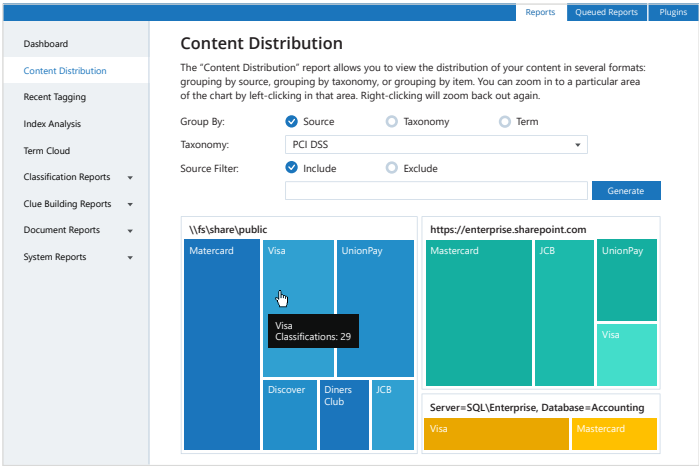 Reports Queued Reports Plugins
Dashboard
Content Distribution
Recent Tagging
Index Analysis
Term Cloud
Classification Reports
Clue Building Reports
Document Reports
System Reports
Content Distribution
The “Content Distribution” report allows you to view the distribution of your content in several formats:
grouping by source, grouping by taxonomy, or grouping by item. You can zoom in to a particular area
of the chart by left-clicking in that area. Right-clicking will zoom back out again.
Group By: Source Taxonomy Term
Taxonomy: PCI DSS
Source Filter: Include Exclude
Generate
\\fs\share\public
Matercard Visa UnionPay
Visa
Classifications: 29
Discover Diners JCB
Club
https://enterprise.sharepoint.com
Mastercard JCB UnionPay
Visa
Server=SQL\Enterprise, Database=Accounting
Visa Mastercard